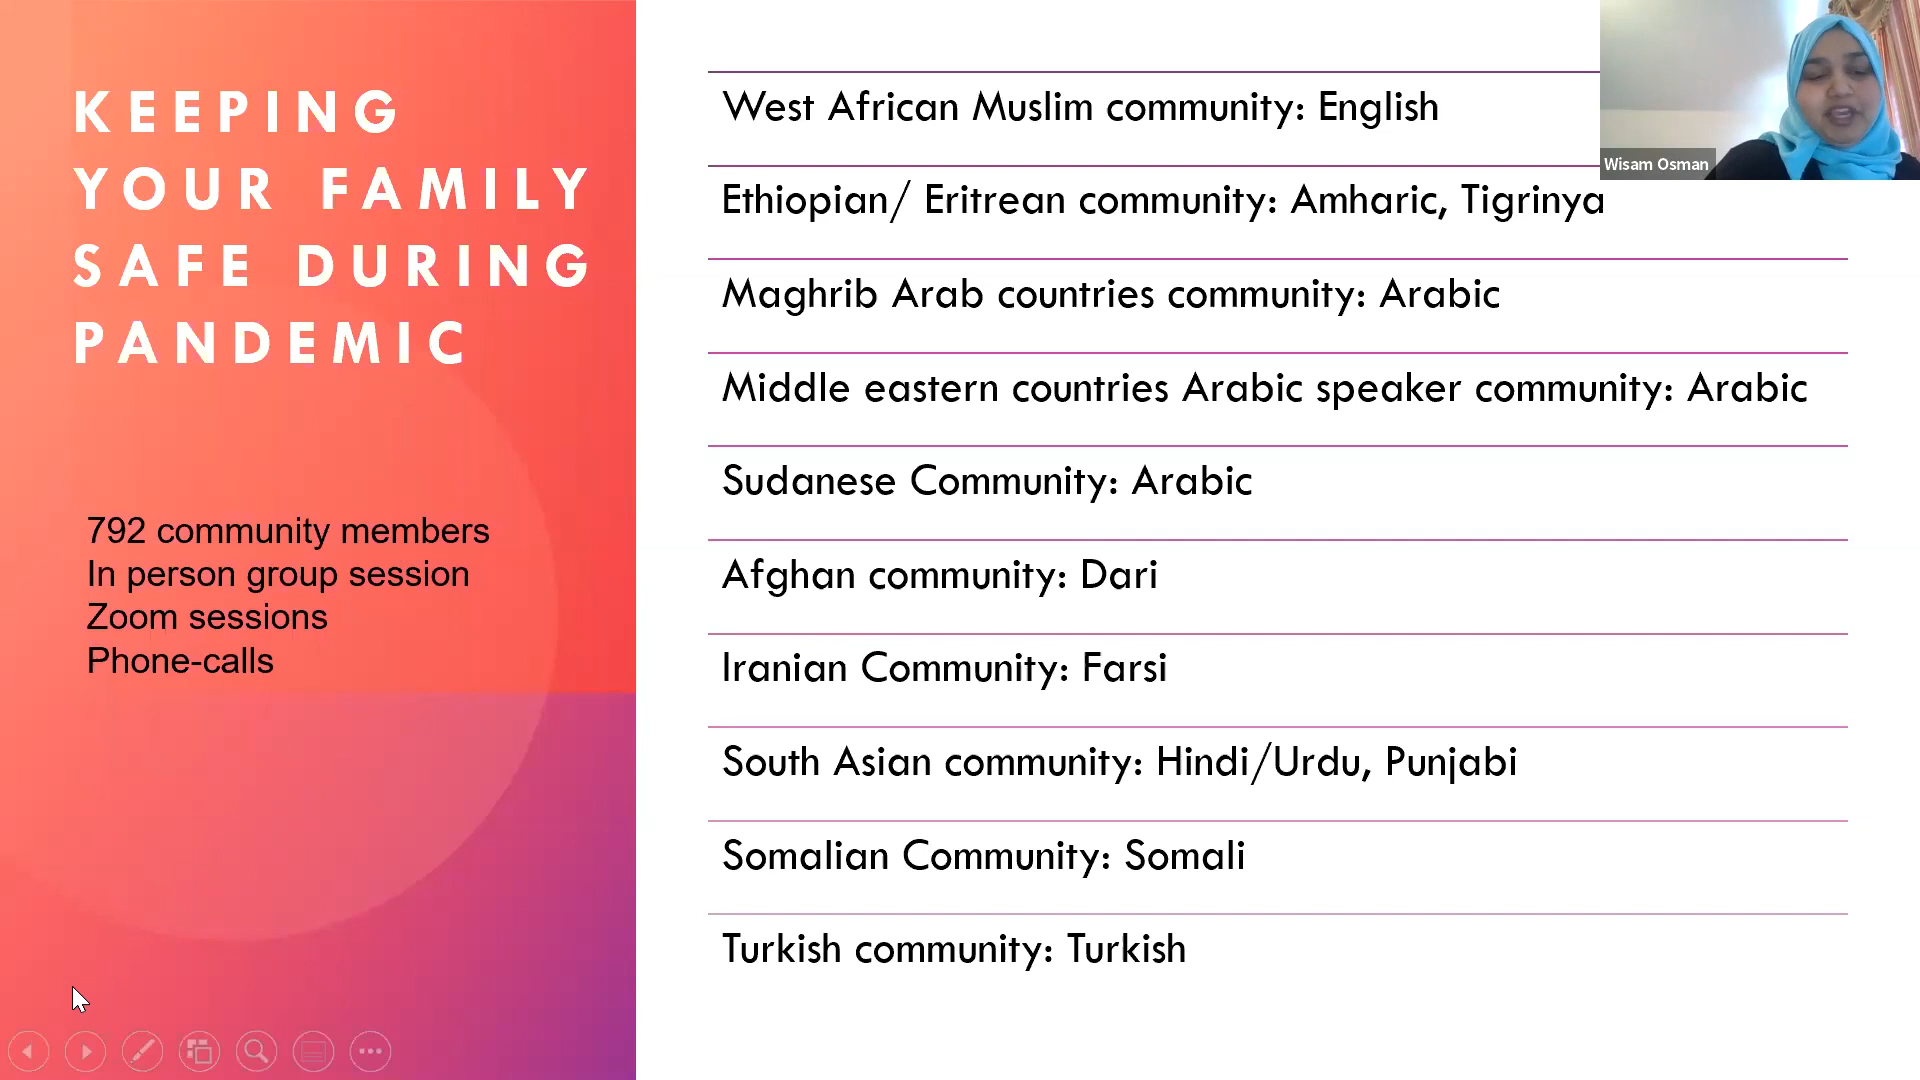 KEEPING
YOUR FAMILY
SAFE DURING
PANDEMIC
792 community members
In person group session
Zoom sessions
Phone-calls
West African Muslim community: English
Ethiopian/ Eritrean community: Amharic, Tigrinya
Maghrib Arab countries community: Arabic
Middle eastern countries Arabic speaker community: Arabic
Sudanese Community: Arabic
Afghan community: Dari
Iranian Community: Farsi
South Asian community: Hindi/Urdu, Punjabi
Somalian Community: Somali
Turkish community: Turkish
Wisam Osman